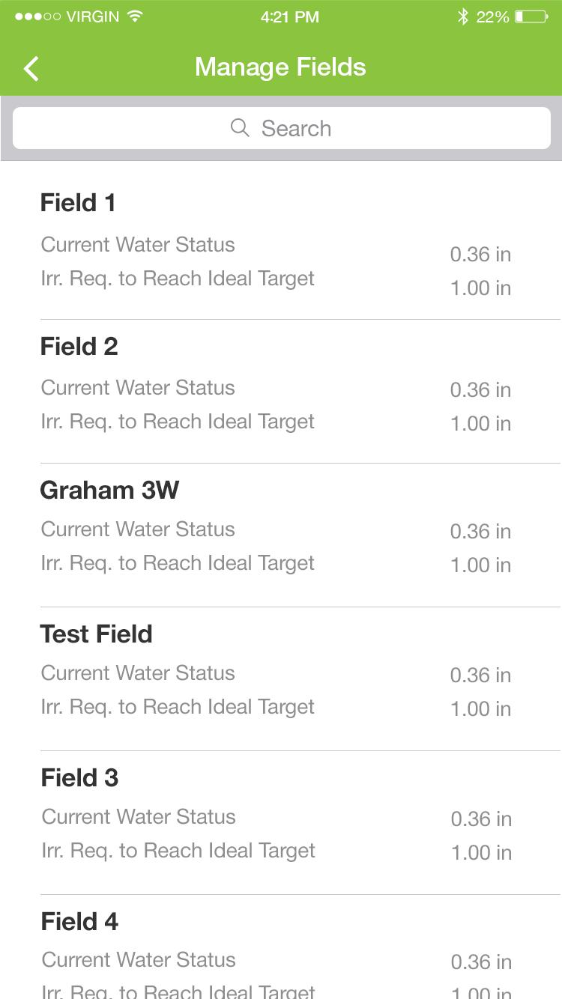 VIRGIN 4:21 PM 22%
Manage Fields
Search
Field 1
Current Water Status 0.36 in
Irr. Req. to Reach Ideal Target 1.00 in
Field 2
Current Water Status 0.36 in
Irr. Req. to Reach Ideal Target 1.00 in
Graham 3W
Current Water Status 0.36 in
Irr. Req. to Reach Ideal Target 1.00 in
Test Field
Current Water Status 0.36 in
Irr. Req. to Reach Ideal Target 1.00 in
Field 3
Current Water Status 0.36 in
Irr. Req. to Reach Ideal Target 1.00 in
Field 4
Current Water Status 0.36 in
Irr. Req. to Reach Ideal Target 1.00 in